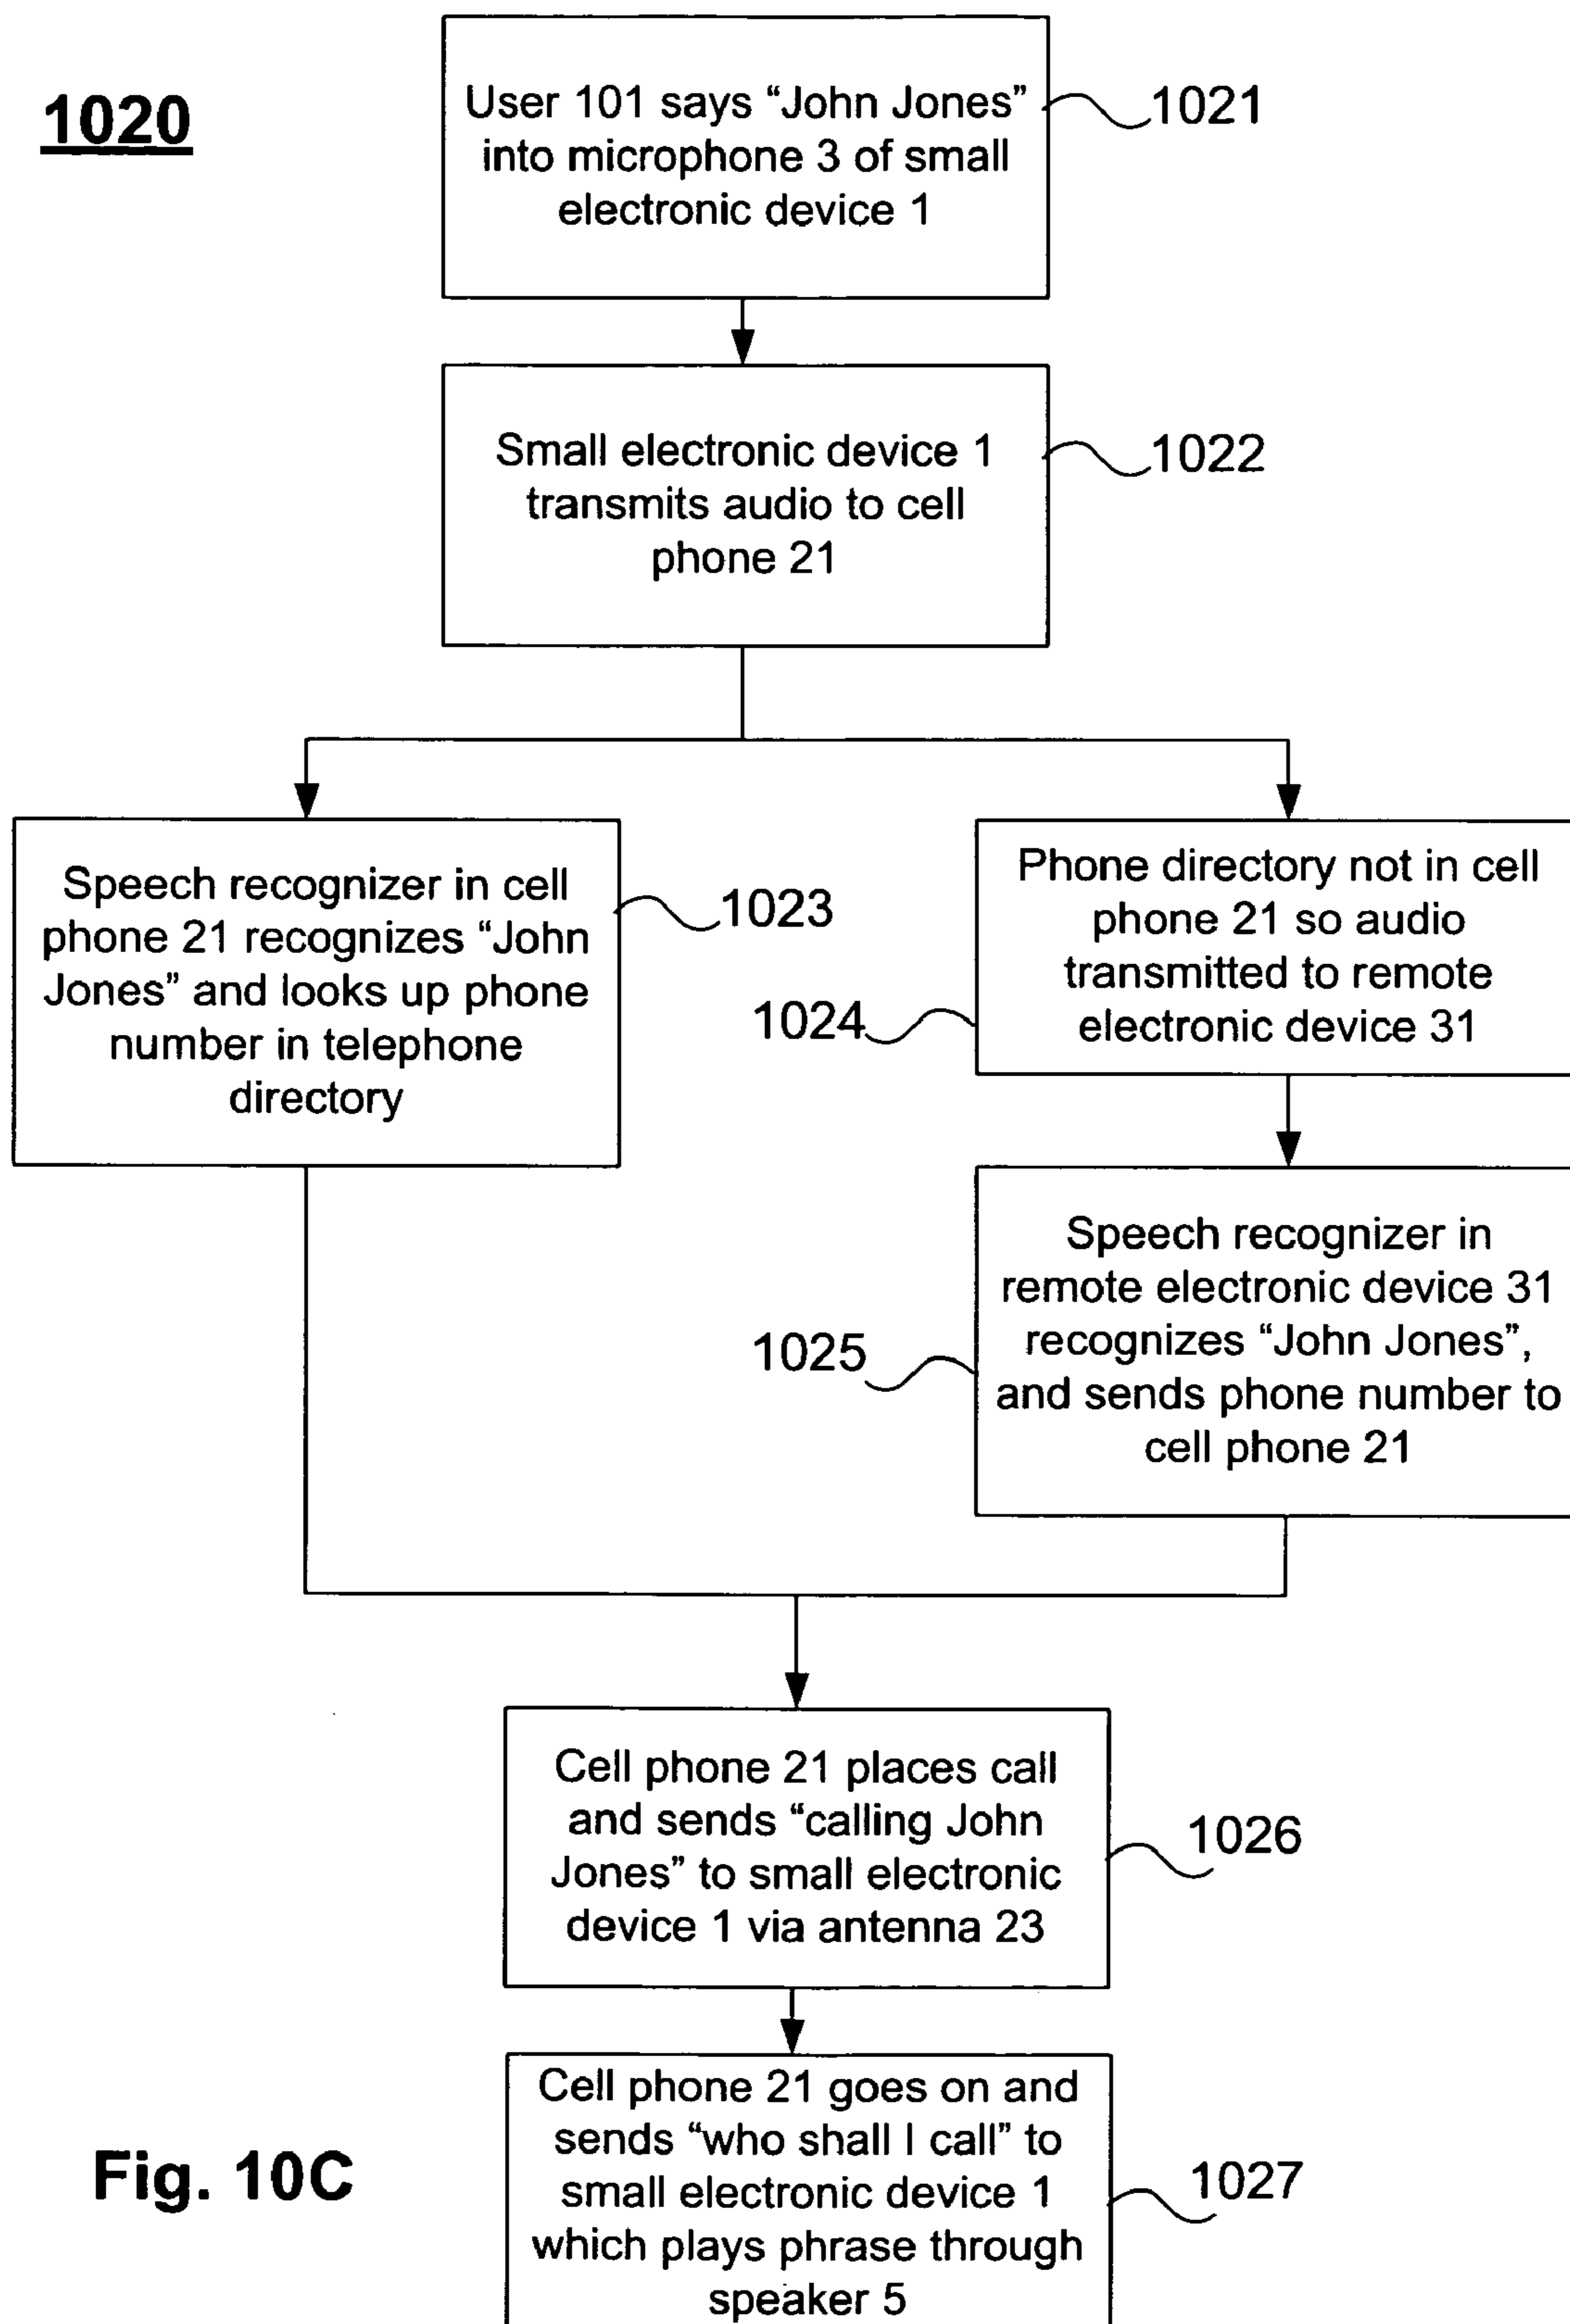 1020
User 101 says “John Jones”
into microphone 3 of small
electronic device 1
1021
Small electronic device 1
transmits audio to cell
phone 21
1022
Speech recognizer in cell
phone 21 recognizes “John
Jones” and looks up phone
number in telephone
directory
1023
Phone directory not in cell
phone 21 so audio
transmitted to remote
electronic device 31
1024
Speech recognizer in
remote electronic device 31
recognizes “John Jones”,
and sends phone number to
cell phone 21
1025
Cell phone 21 places call
and sends “calling John
Jones” to small electronic
device 1 via antenna 23
1026
Cell phone 21 goes on and
sends “who shall I call” to
small electronic device 1
which plays phrase through
speaker 5
1027
Fig. 10C